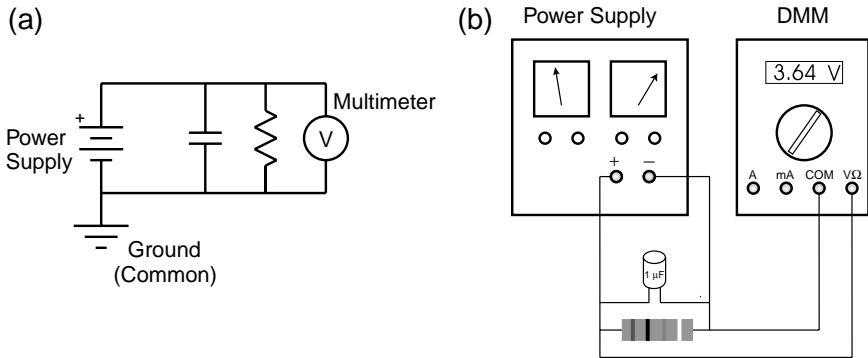 (a)
+
Power
Supply
V
Multimeter
Ground
(Common)
(b)
Power Supply
DMM
3.64 V
+ −
A mA COM VΩ
1 µF